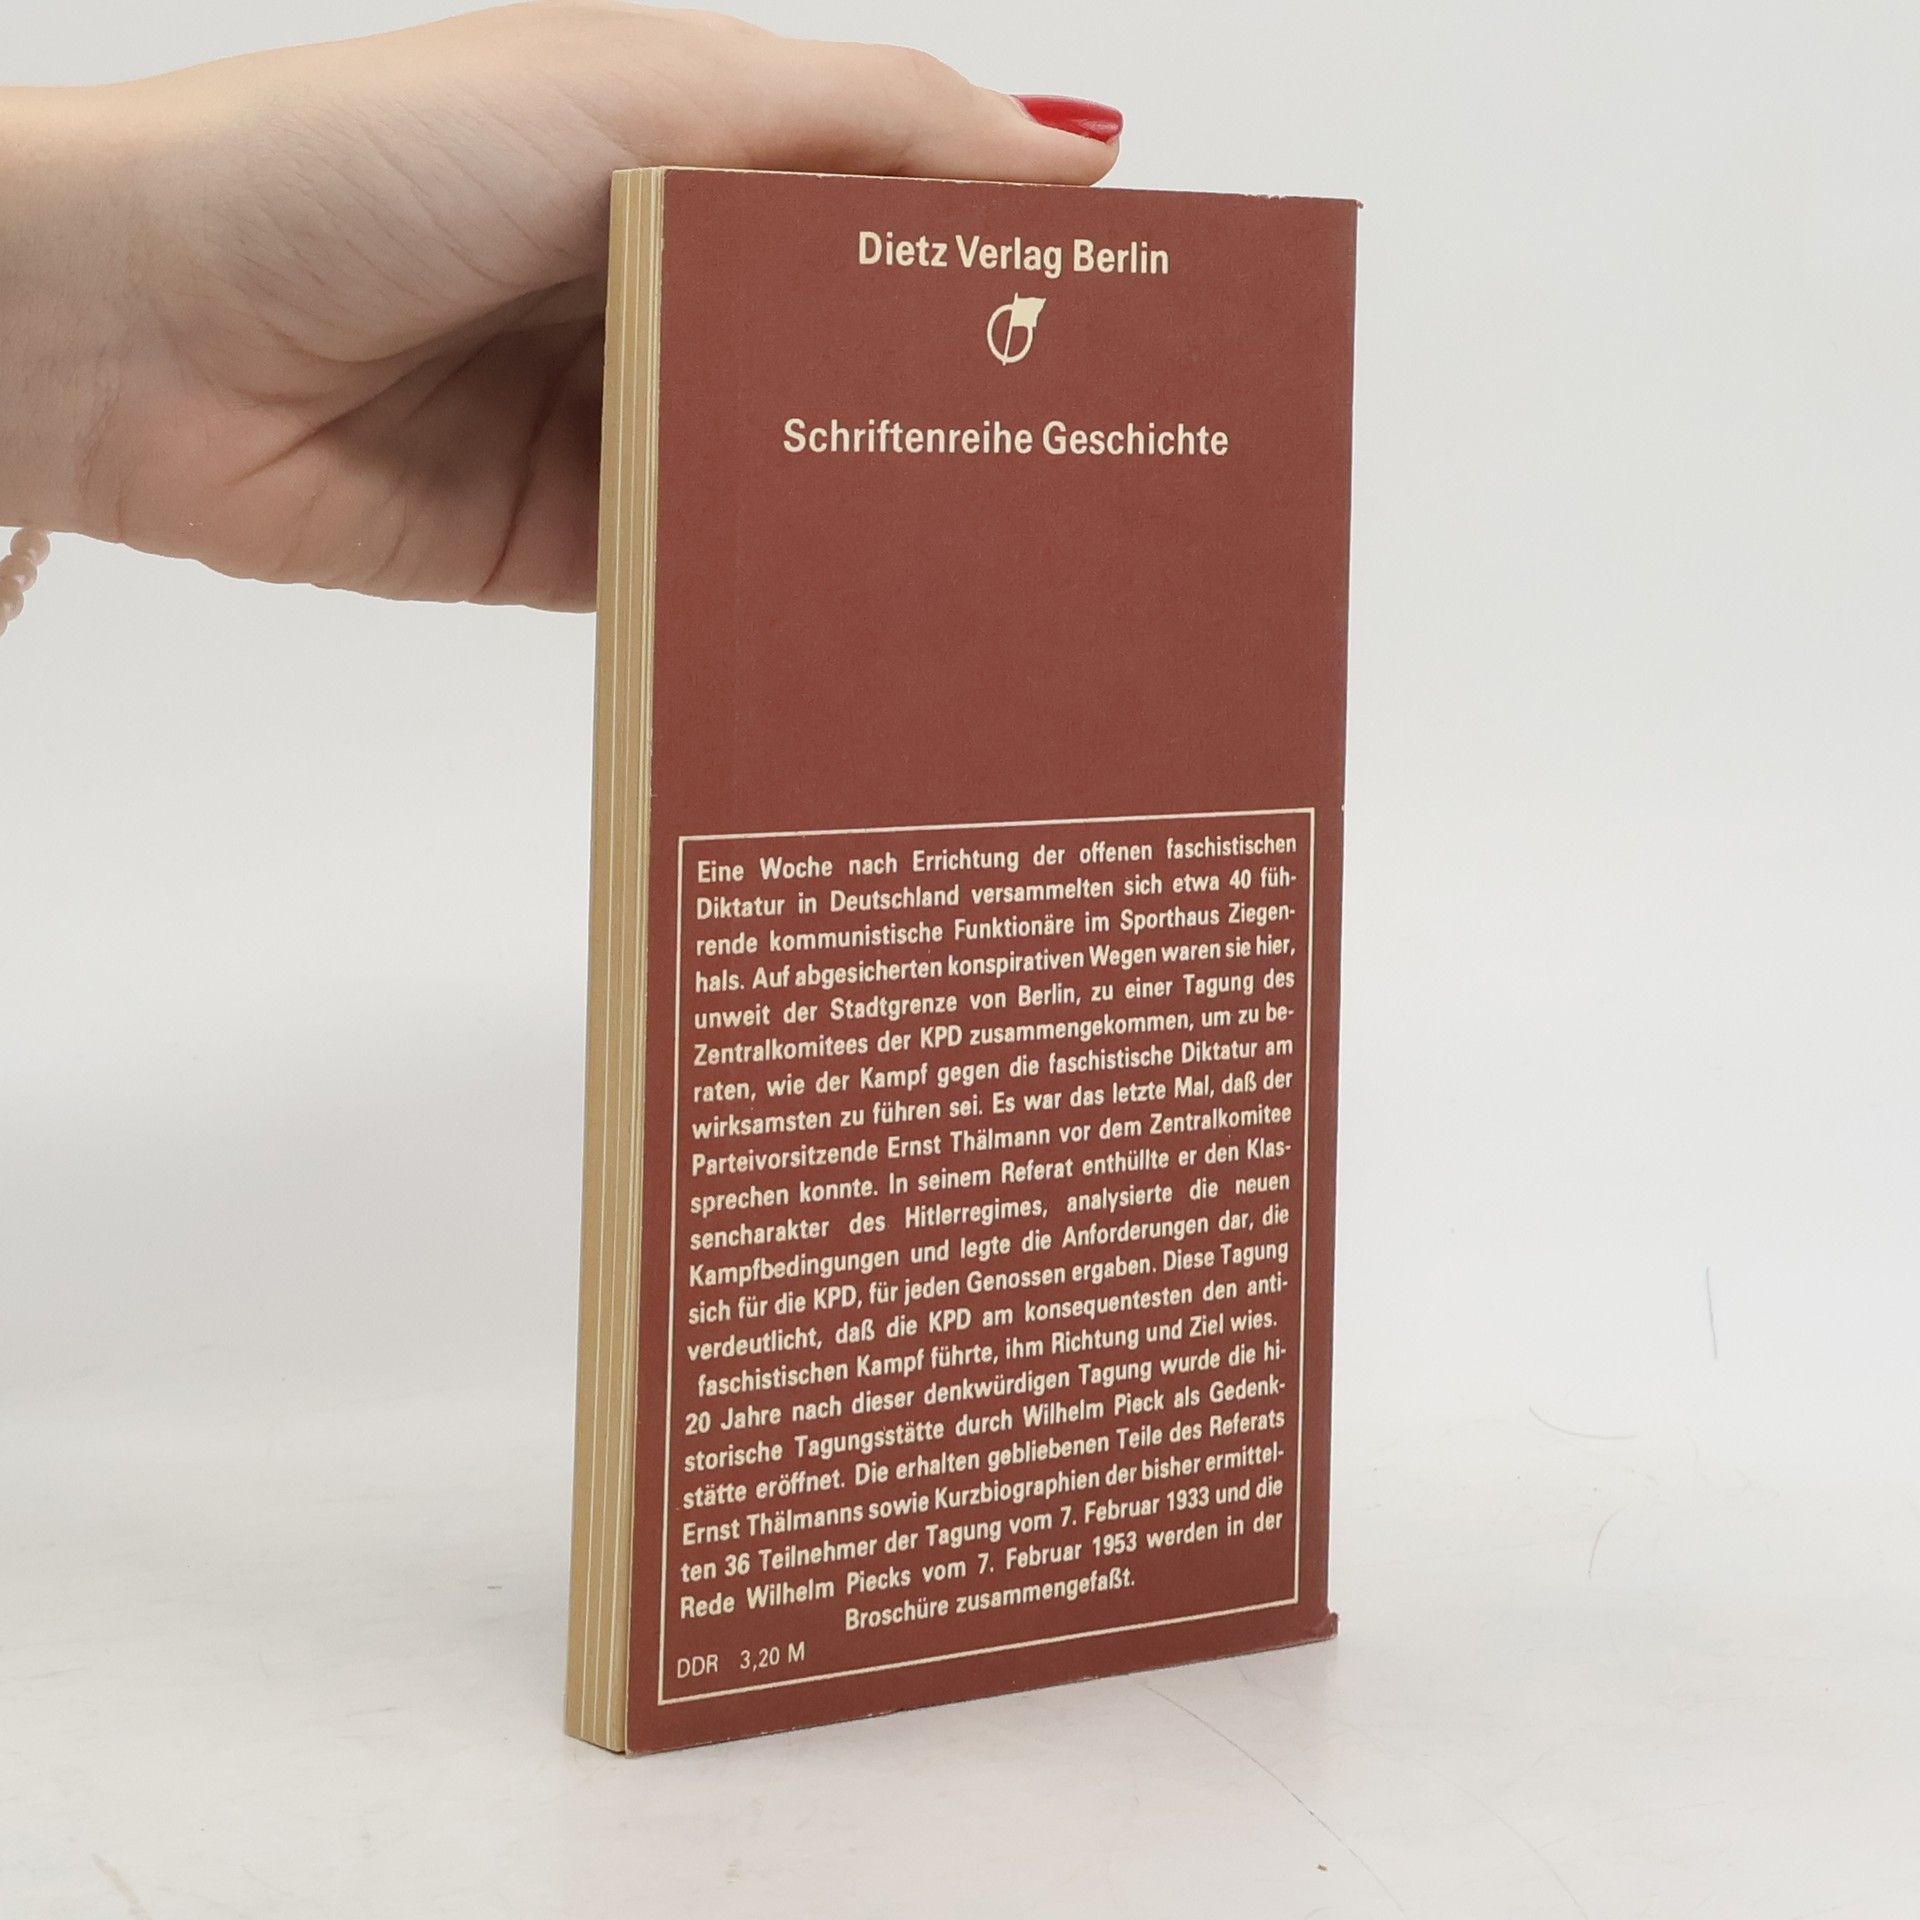 Dietz Verlag Berlin
Schriftenreihe Geschichte
Eine Woche nach Errichtung der offenen faschistischen
Diktatur in Deutschland versammelten sich etwa 40 füh-
rende kommunistische Funktionäre im Sporthaus Ziegen-
hals. Auf abgesicherten konspirativen Wegen waren sie hier,
unweit der Stadtgrenze von Berlin, zu einer Tagung des
Zentralkomitees der KPD zusammengekommen, um zu be-
raten, wie der Kampf gegen die faschistische Diktatur am
wirksamsten zu führen sei. Es war das letzte Mal, daß der
Parteivorsitzende Ernst Thälmann vor dem Zentralkomitee
sprechen konnte. In seinem Referat enthüllte er den Klas-
sencharakter des Hitlerregimes, analysierte die neuen
Kampfbedingungen und legte die Anforderungen dar, die
sich für die KPD, für jeden Genossen ergaben. Diese Tagung
verdeutlicht, daß die KPD am konsequentesten den anti-
faschistischen Kampf führte, ihm Richtung und Ziel wies.
20 Jahre nach dieser denkwürdigen Tagung wurde die hi-
storische Tagungsstätte durch Wilhelm Pieck als Gedenk-
stätte eröffnet. Die erhalten gebliebenen Teile des Referats
Ernst Thälmanns sowie Kurzbiographien der bisher ermittel-
ten 36 Teilnehmer der Tagung vom 7. Februar 1933 und die
Rede Wilhelm Piecks vom 7. Februar 1953 werden in der
Broschüre zusammengefaßt.
DDR 3,20 M